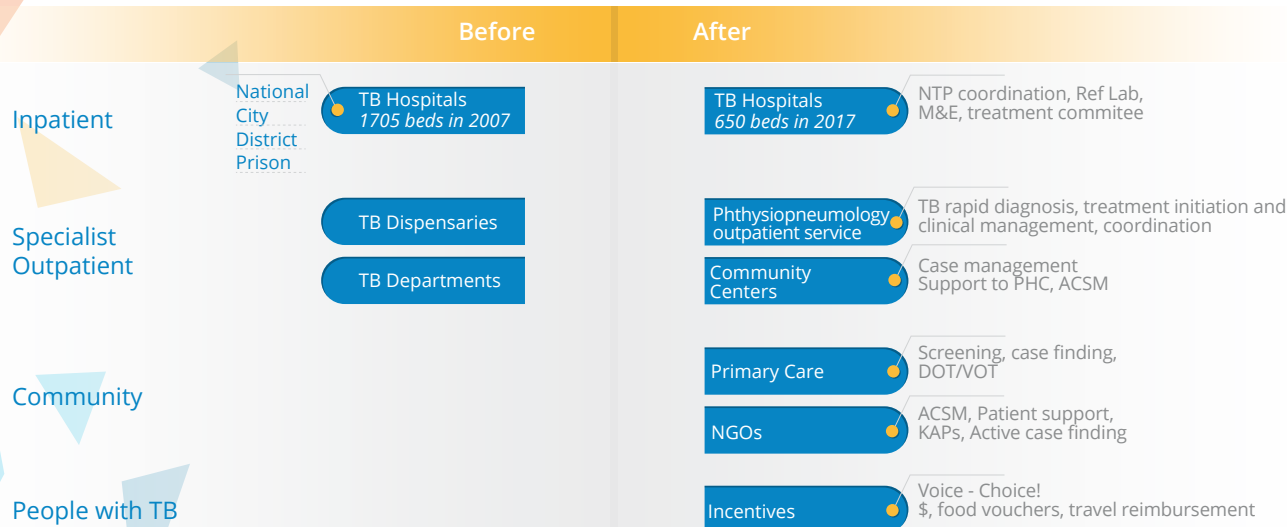 Before
After
Inpatient
National
City
District
Prison
TB Hospitals
1705 beds in 2007
TB Hospitals
650 beds in 2017
NTP coordination, Ref Lab,
M&E, treatment commitee
Specialist
Outpatient
TB Dispensaries
Phthysiopneumology
outpatient service
TB rapid diagnosis, treatment initiation and
clinical management, coordination
TB Departments
Community
Centers
Case management
Support to PHC, ACSM
Community
Primary Care
Screening, case finding,
DOT/VOT
NGOs
ACSM, Patient support,
KAPs, Active case finding
People with TB
Incentives
Voice - Choice!
$, food vouchers, travel reimbursement